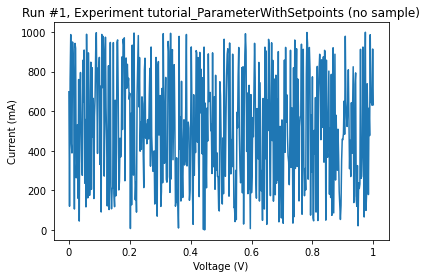 Run #1, Experiment tutorial_ParameterWithSetpoints (no sample)
1000
800
600
400
200
0
Current (mA)
0 0.2 0.4 0.6 0.8 1
Voltage (V)